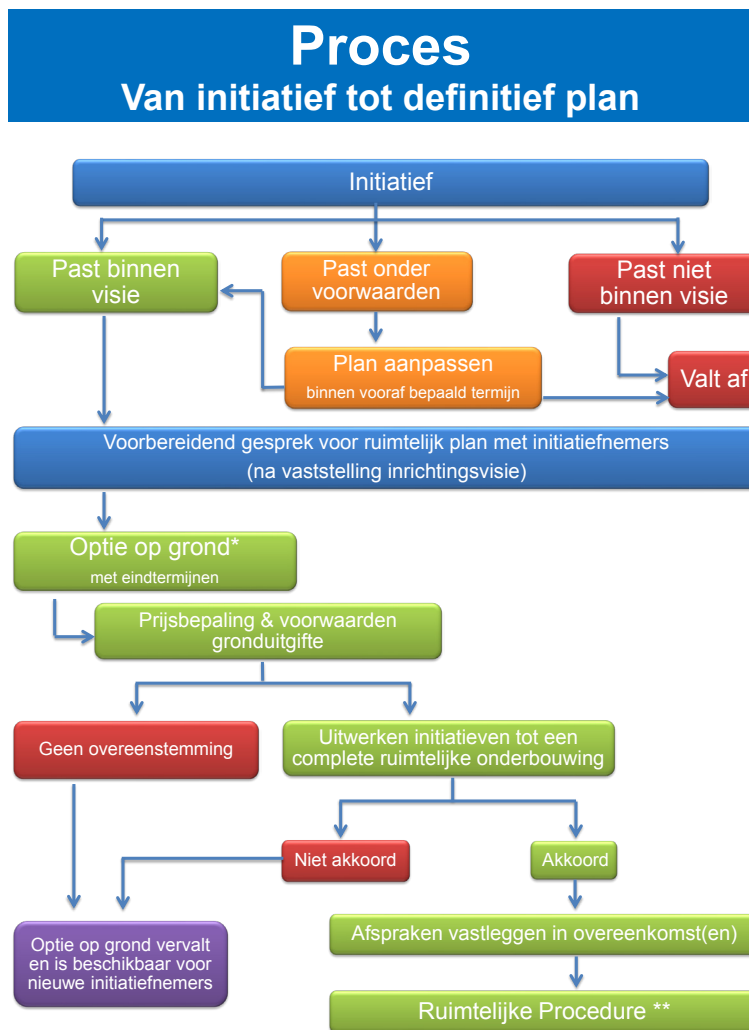 Proces
Van initiatief tot definitief plan
Initiatief
Past binnen
visie
Past onder
voorwaarden
Past niet
binnen visie
Plan aanpassen
binnen vooraf bepaald termijn
Valt af
Voorbereidend gesprek voor ruimtelijk plan met initiatiefnemers
(na vaststelling inrichtingsvisie)
Optie op grond*
met eindtermijnen
Prijsbepaling & voorwaarden
gronduitgifte
Geen overeenstemming
Uitwerken initiatieven tot een
complete ruimtelijke onderbouwing
Niet akkoord
Akkoord
Optie op grond vervalt
en is beschikbaar voor
nieuwe initiatiefnemers
Afspraken vastleggen in overeenkomst(en)
Ruimtelijke Procedure **